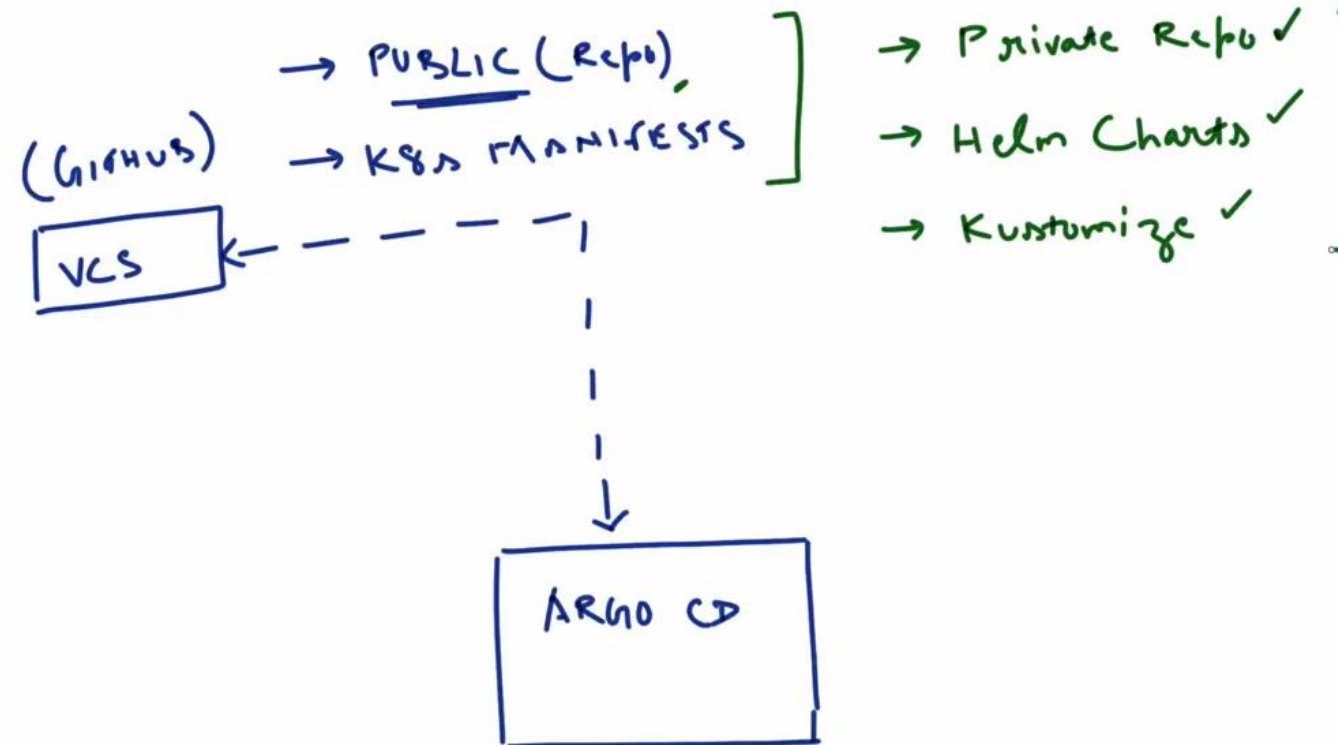 → PUBLIC (Repo)
(GITHUB) → K8s MANIFESTS
VCS
→ Private Repo ✓
→ Helm Charts ✓
→ Kustomize ✓
ARGO CD